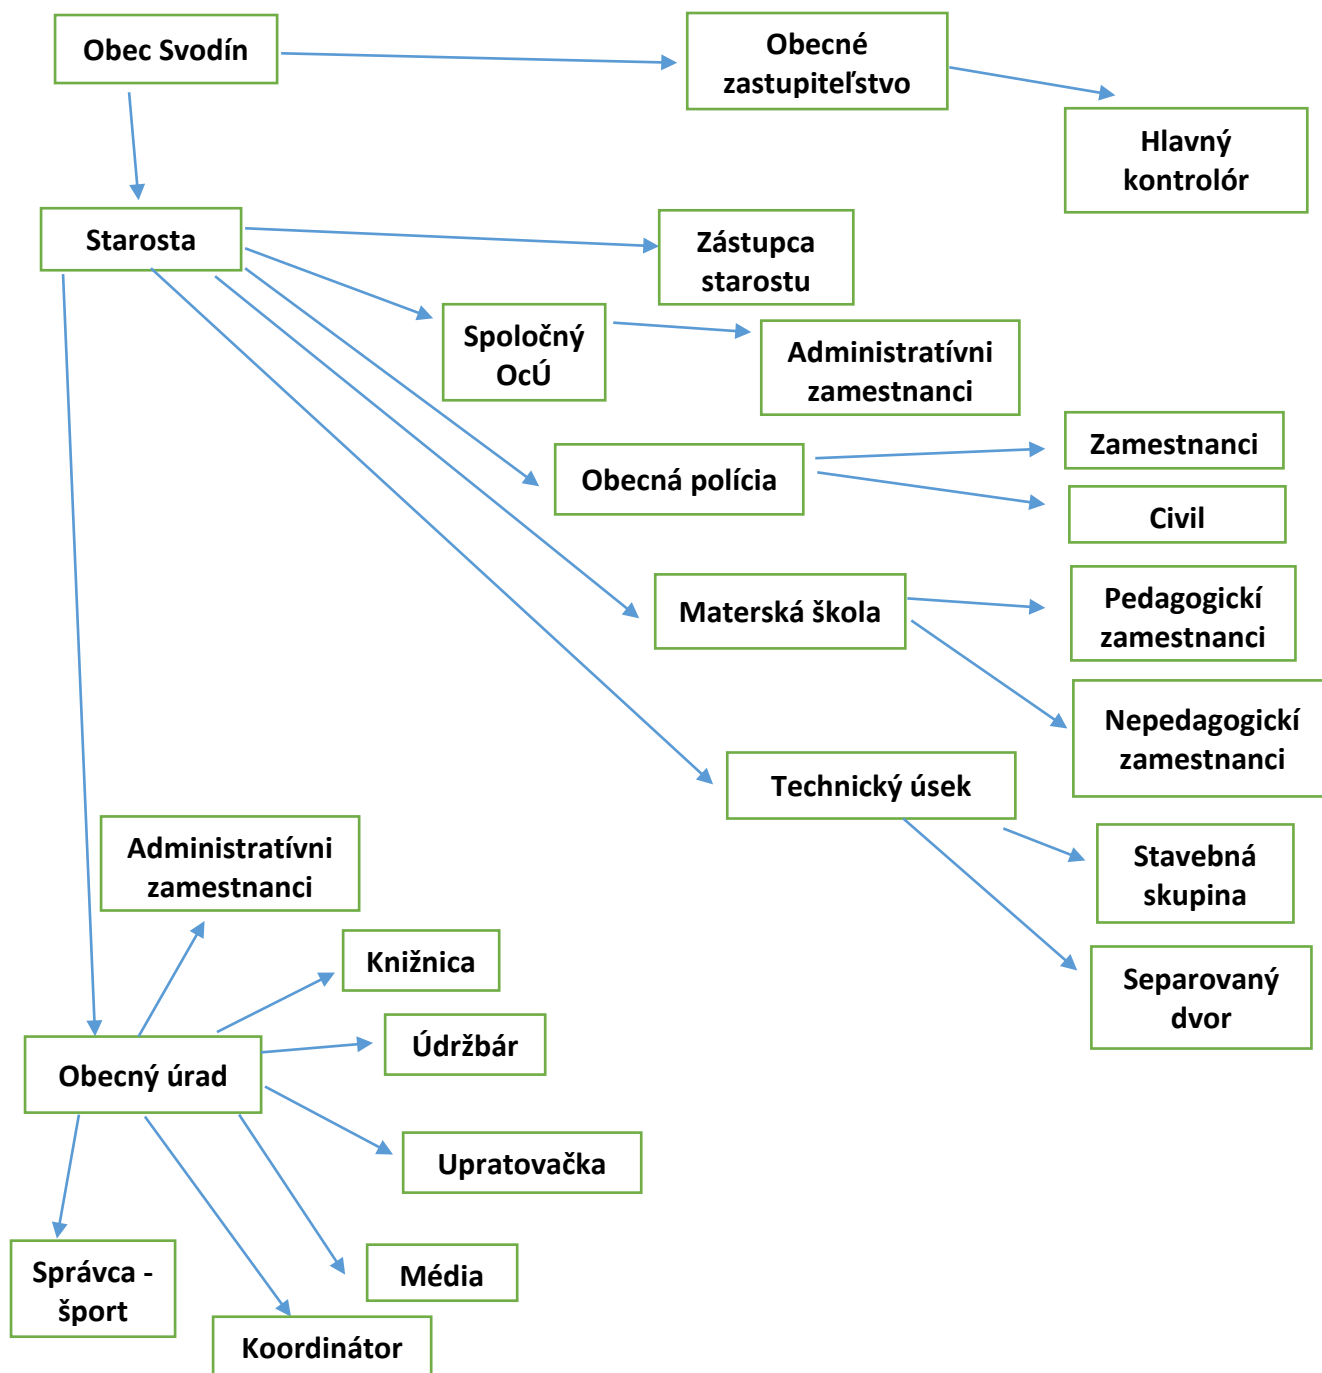 Obec Svodín
Obecné
zastupiteľstvo
Hlavný
kontrolór
Starosta
Zástupca
starostu
Spoločný
OcÚ
Administratívni
zamestnanci
Zamestnanci
Obecná polícia
Civil
Pedagogickí
zamestnanci
Materská škola
Nepedagogickí
zamestnanci
Technický úsek
Stavebná
skupina
Administratívni
zamestnanci
Knižnica
Separovaný
dvor
Údržbár
Obecný úrad
Upratovačka
Správca -
šport
Média
Koordinátor